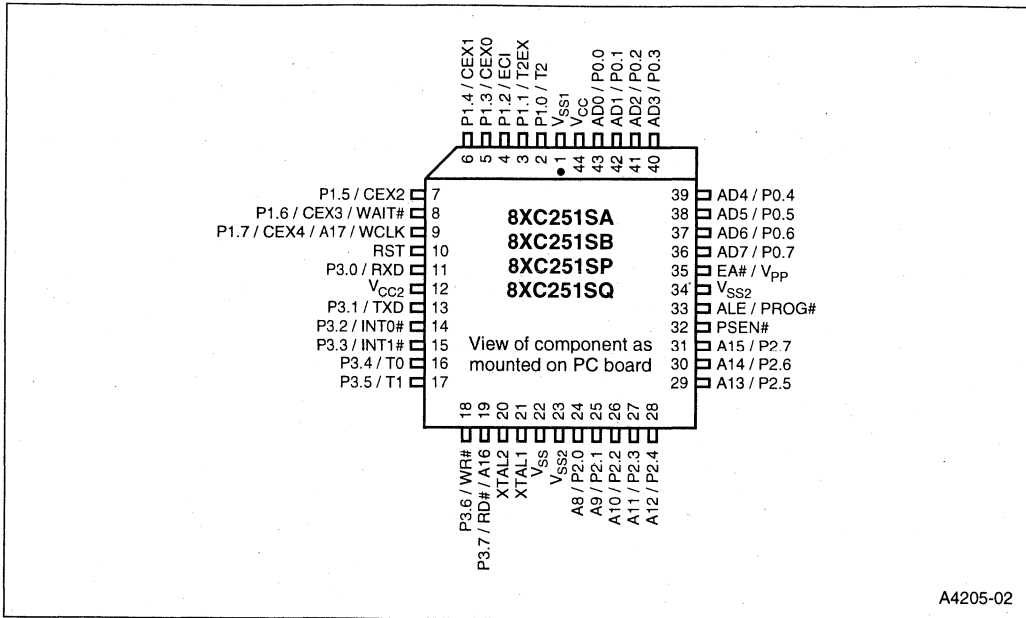 P1.4 / CEX1
P1.3 / CEX0
P1.2 / ECI
P1.1 / T2EX
P1.0 / T2
VSS1
VCC
AD0 / P0.0
AD1 / P0.1
AD2 / P0.2
AD3 / P0.3
6 5 4 3 2 1 44 43 42 41 40
P1.5 / CEX2 7
P1.6 / CEX3 / WAIT# 8
P1.7 / CEX4 / A17 / WCLK 9
RST 10
P3.0 / RXD 11
VCC2 12
P3.1 / TXD 13
P3.2 / INT0# 14
P3.3 / INT1# 15
P3.4 / T0 16
P3.5 / T1 17
8XC251SA
8XC251SB
8XC251SP
8XC251SQ
View of component as
mounted on PC board
39 AD4 / P0.4
38 AD5 / P0.5
37 AD6 / P0.6
36 AD7 / P0.7
35 EA# / VPP
34 VSS2
33 ALE / PROG#
32 PSEN#
31 A15 / P2.7
30 A14 / P2.6
29 A13 / P2.5
18 19 20 21 22 23 24 25 26 27 28
P3.6 / WR#
P3.7 / RD# / A16
XTAL2
XTAL1
VSS
VSS2
A8 / P2.0
A9 / P2.1
A10 / P2.2
A11 / P2.3
A12 / P2.4
A4205-02